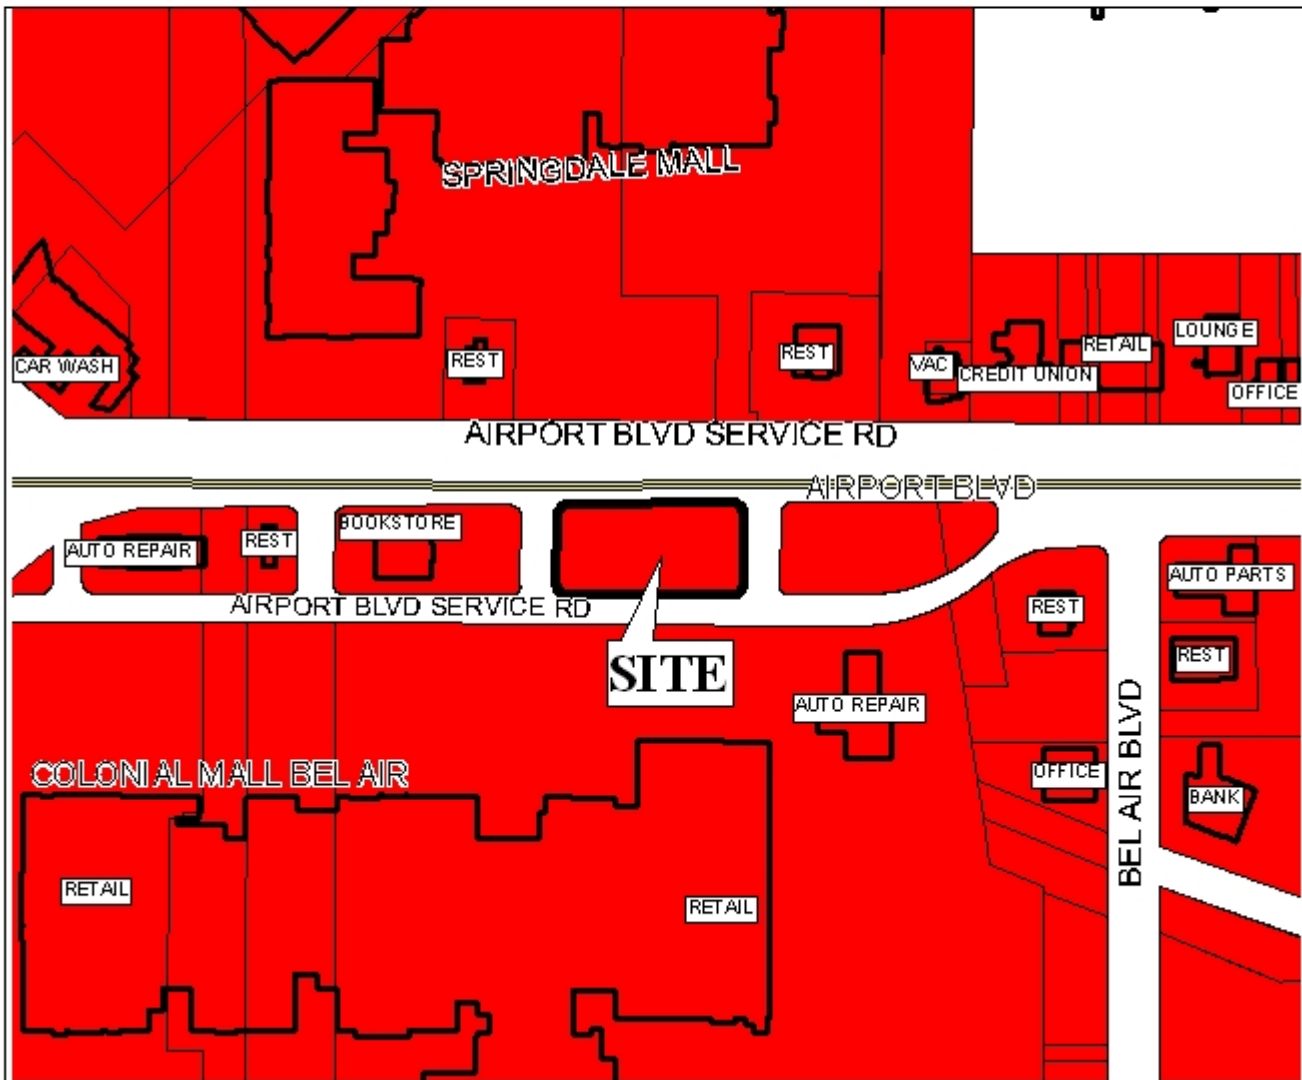 SPRINGDALE MALL
LOUNGE
RETAIL
REST
REST
VAC
CAR WASH
CREDIT UNION
OFFICE
AIRPORT BLVD SERVICE RD
AIRPORT BLVD
BOOKSTORE
REST
AUTO REPAIR
AUTO PARTS
AIRPORT BLVD SERVICE RD
REST
REST
SITE
AUTO REPAIR
COLONIAL MALL BEL AIR
OFFICE
BEL AIR BLVD
BANK
RETAIL
RETAIL